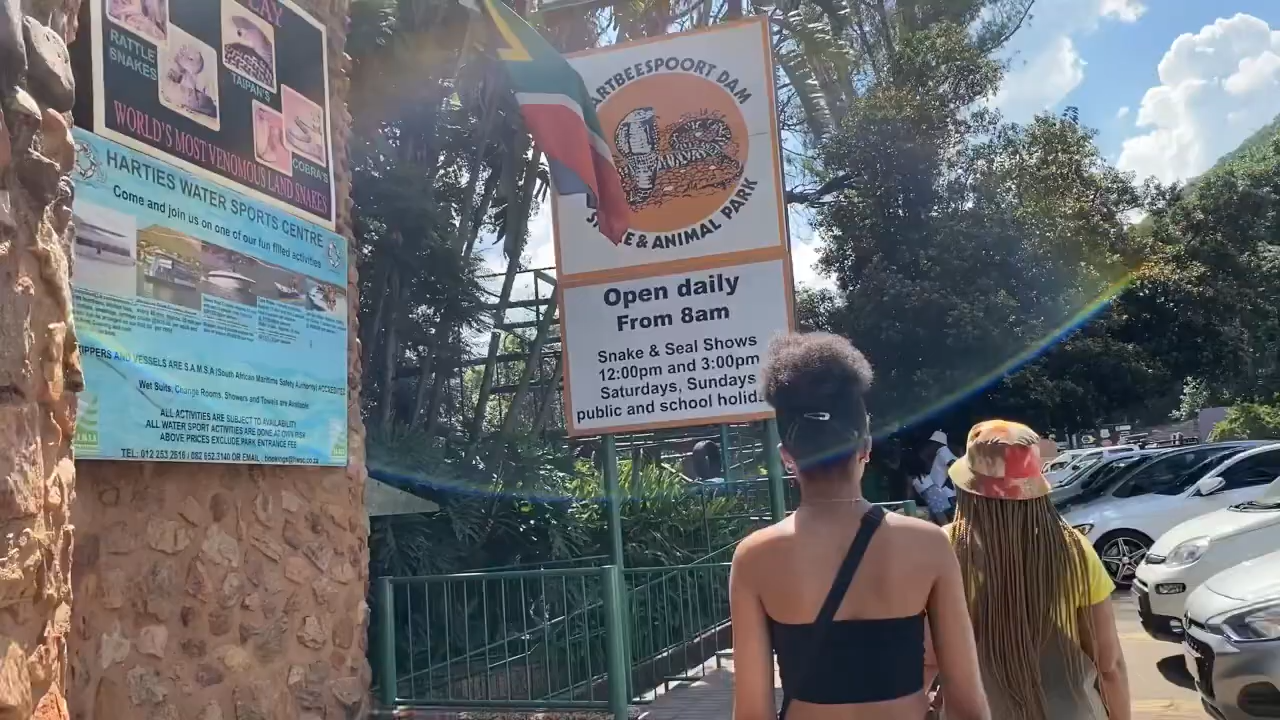 LAY
RATTLE
SNAKES
TAIPAN'S
COBRA'S
WORLD'S MOST VENOMOUS LAND SNAKES
HARTIES WATER SPORTS CENTRE
Come and join us on one of our fun filled activities
IPPERS AND VESSELS ARE S.A.M.S.A (South African Maritime Safety Authority) ACCREDITED
Wet Suits, Change Rooms, Showers and Towels are Available
ALL ACTIVITIES ARE SUBJECT TO AVAILABILITY
ALL WATER SPORT ACTIVITIES ARE DONE AT OWN RISK
ABOVE PRICES EXCLUDE PARK ENTRANCE FEE
ARTBEESPOORT DAM
& ANIMAL PARK
Open daily
From 8am
Snake & Seal Shows
12:00pm and 3:00pm
Saturdays, Sundays
public and school holid